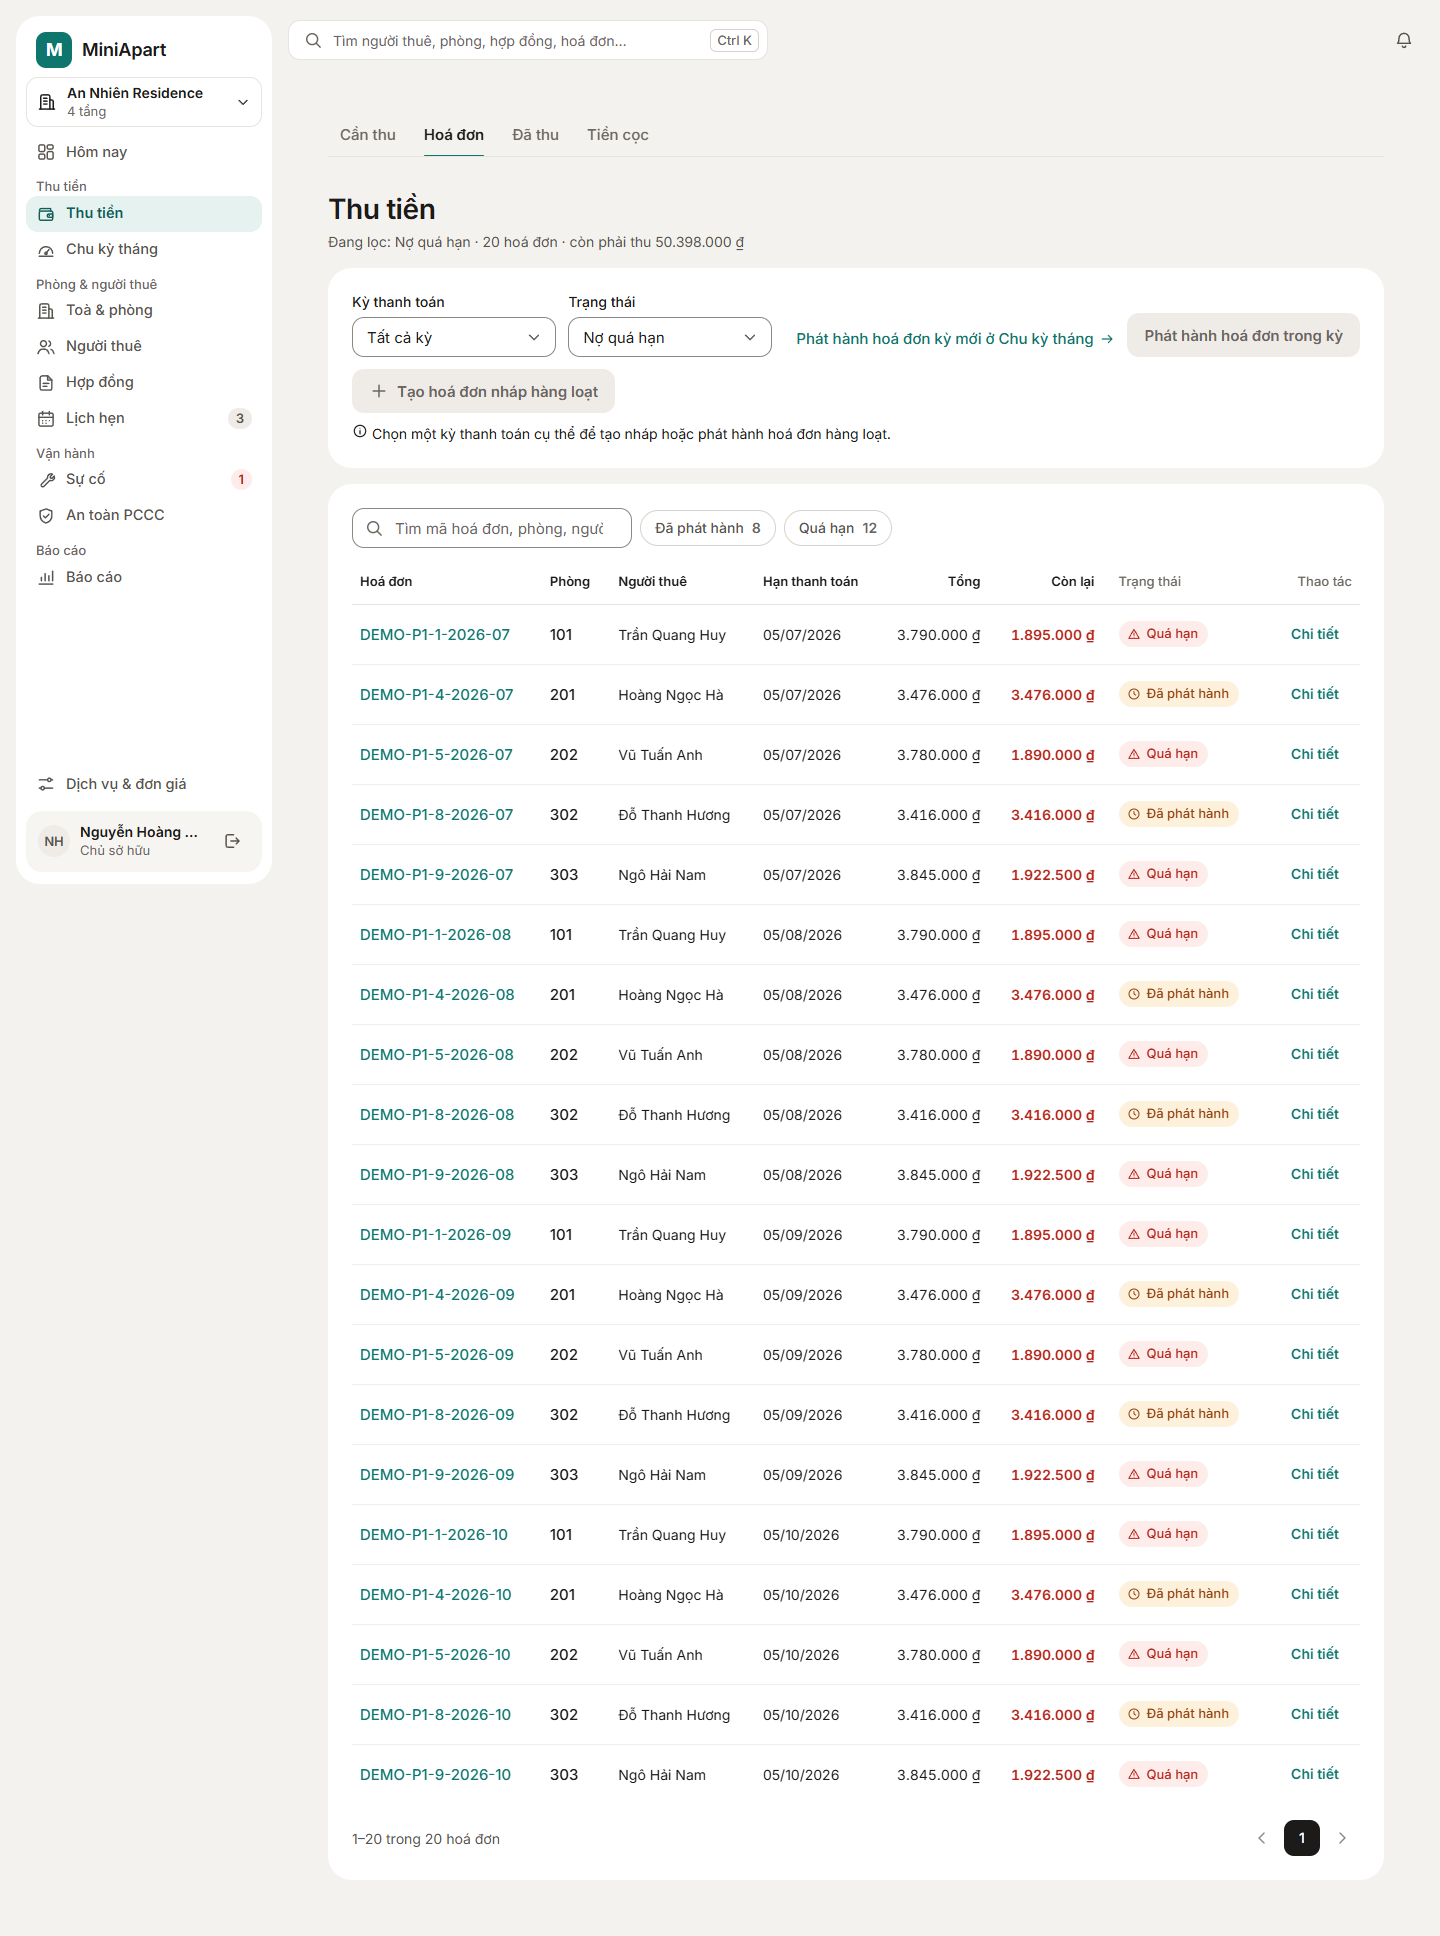 M MiniApart
An Nhiên Residence
4 tầng
Hôm nay
Thu tiền
Thu tiền
Chu kỳ tháng
Phòng & người thuê
Toà & phòng
Người thuê
Hợp đồng
Lịch hẹn 3
Vận hành
Sự cố 1
An toàn PCCC
Báo cáo
Báo cáo
Dịch vụ & đơn giá
NH Nguyễn Hoàng ...
Chủ sở hữu
Tìm người thuê, phòng, hợp đồng, hoá đơn... Ctrl K
Cần thu Hoá đơn Đã thu Tiền cọc
Thu tiền
Đang lọc: Nợ quá hạn · 20 hoá đơn · còn phải thu 50.398.000 ₫
Kỳ thanh toán Trạng thái
Tất cả kỳ Nợ quá hạn Phát hành hoá đơn kỳ mới ở Chu kỳ tháng → Phát hành hoá đơn trong kỳ
+ Tạo hoá đơn nháp hàng loạt
Chọn một kỳ thanh toán cụ thể để tạo nháp hoặc phát hành hoá đơn hàng loạt.
Tìm mã hoá đơn, phòng, ngườ Đã phát hành 8 Quá hạn 12
Hoá đơn Phòng Người thuê Hạn thanh toán Tổng Còn lại Trạng thái Thao tác
DEMO-P1-1-2026-07 101 Trần Quang Huy 05/07/2026 3.790.000 ₫ 1.895.000 ₫ Quá hạn Chi tiết
DEMO-P1-4-2026-07 201 Hoàng Ngọc Hà 05/07/2026 3.476.000 ₫ 3.476.000 ₫ Đã phát hành Chi tiết
DEMO-P1-5-2026-07 202 Vũ Tuấn Anh 05/07/2026 3.780.000 ₫ 1.890.000 ₫ Quá hạn Chi tiết
DEMO-P1-8-2026-07 302 Đỗ Thanh Hương 05/07/2026 3.416.000 ₫ 3.416.000 ₫ Đã phát hành Chi tiết
DEMO-P1-9-2026-07 303 Ngô Hải Nam 05/07/2026 3.845.000 ₫ 1.922.500 ₫ Quá hạn Chi tiết
DEMO-P1-1-2026-08 101 Trần Quang Huy 05/08/2026 3.790.000 ₫ 1.895.000 ₫ Quá hạn Chi tiết
DEMO-P1-4-2026-08 201 Hoàng Ngọc Hà 05/08/2026 3.476.000 ₫ 3.476.000 ₫ Đã phát hành Chi tiết
DEMO-P1-5-2026-08 202 Vũ Tuấn Anh 05/08/2026 3.780.000 ₫ 1.890.000 ₫ Quá hạn Chi tiết
DEMO-P1-8-2026-08 302 Đỗ Thanh Hương 05/08/2026 3.416.000 ₫ 3.416.000 ₫ Đã phát hành Chi tiết
DEMO-P1-9-2026-08 303 Ngô Hải Nam 05/08/2026 3.845.000 ₫ 1.922.500 ₫ Quá hạn Chi tiết
DEMO-P1-1-2026-09 101 Trần Quang Huy 05/09/2026 3.790.000 ₫ 1.895.000 ₫ Quá hạn Chi tiết
DEMO-P1-4-2026-09 201 Hoàng Ngọc Hà 05/09/2026 3.476.000 ₫ 3.476.000 ₫ Đã phát hành Chi tiết
DEMO-P1-5-2026-09 202 Vũ Tuấn Anh 05/09/2026 3.780.000 ₫ 1.890.000 ₫ Quá hạn Chi tiết
DEMO-P1-8-2026-09 302 Đỗ Thanh Hương 05/09/2026 3.416.000 ₫ 3.416.000 ₫ Đã phát hành Chi tiết
DEMO-P1-9-2026-09 303 Ngô Hải Nam 05/09/2026 3.845.000 ₫ 1.922.500 ₫ Quá hạn Chi tiết
DEMO-P1-1-2026-10 101 Trần Quang Huy 05/10/2026 3.790.000 ₫ 1.895.000 ₫ Quá hạn Chi tiết
DEMO-P1-4-2026-10 201 Hoàng Ngọc Hà 05/10/2026 3.476.000 ₫ 3.476.000 ₫ Đã phát hành Chi tiết
DEMO-P1-5-2026-10 202 Vũ Tuấn Anh 05/10/2026 3.780.000 ₫ 1.890.000 ₫ Quá hạn Chi tiết
DEMO-P1-8-2026-10 302 Đỗ Thanh Hương 05/10/2026 3.416.000 ₫ 3.416.000 ₫ Đã phát hành Chi tiết
DEMO-P1-9-2026-10 303 Ngô Hải Nam 05/10/2026 3.845.000 ₫ 1.922.500 ₫ Quá hạn Chi tiết
1–20 trong 20 hoá đơn 1